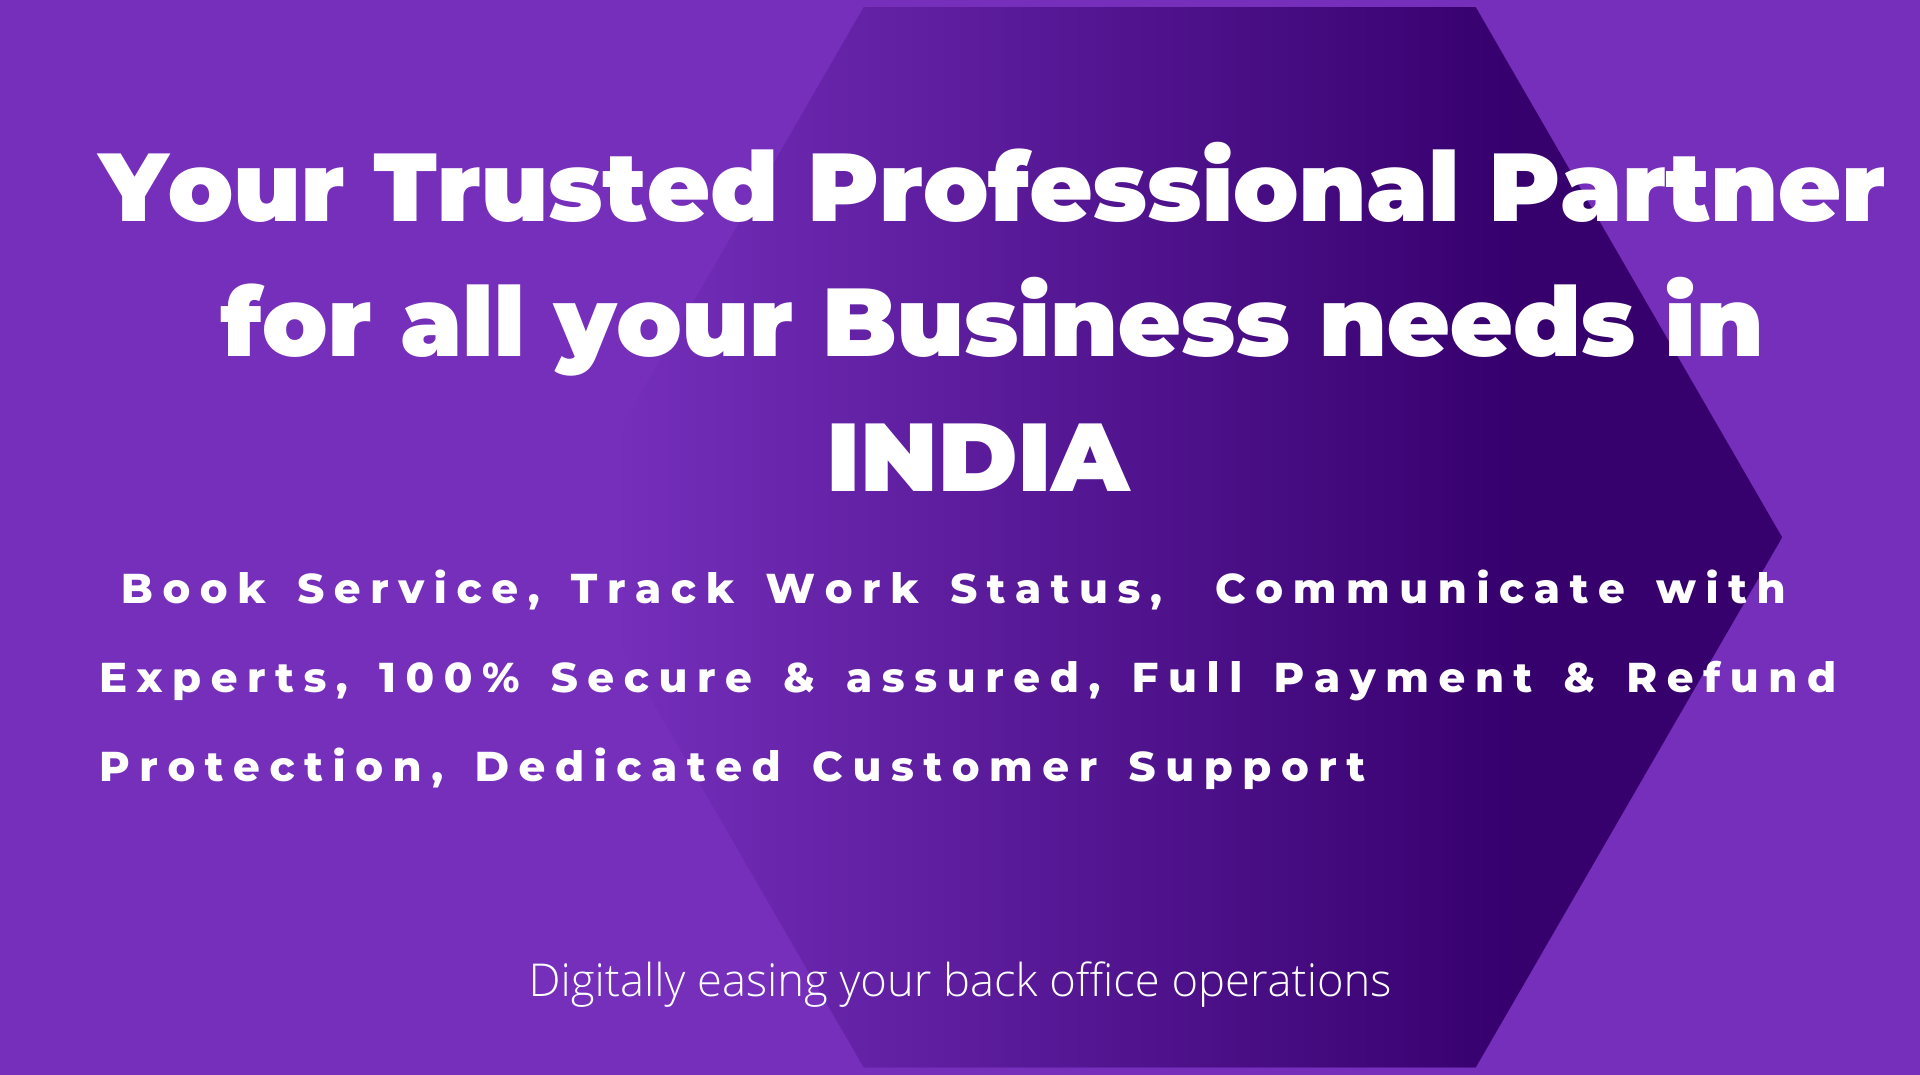 Your Trusted Professional Partner
for all your Business needs in
INDIA
Book Service, Track Work Status,  Communicate with
Experts, 100% Secure & assured, Full Payment & Refund
Protection, Dedicated Customer Support
Digitally easing your back office operations